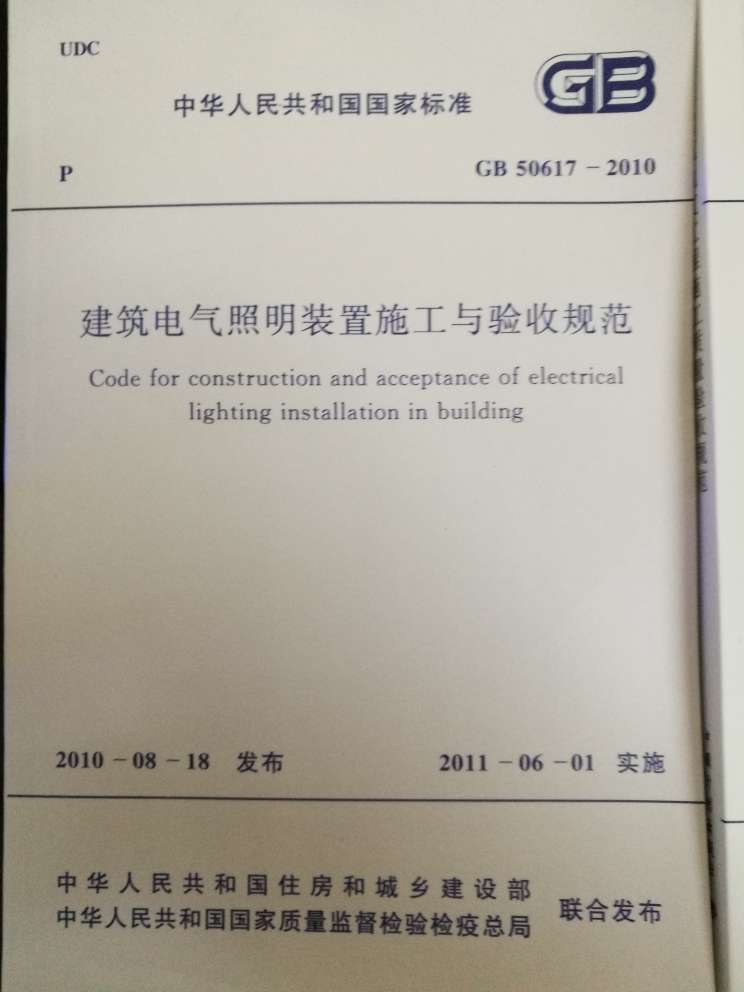 UDC
GB
中华人民共和国国家标准
P
GB 50617－2010
建筑电气照明装置施工与验收规范
Code for construction and acceptance of electrical
lighting installation in building
2010－08－18 发布
2011－06－01 实施
中华人民共和国住房和城乡建设部
中华人民共和国国家质量监督检验检疫总局
联合发布